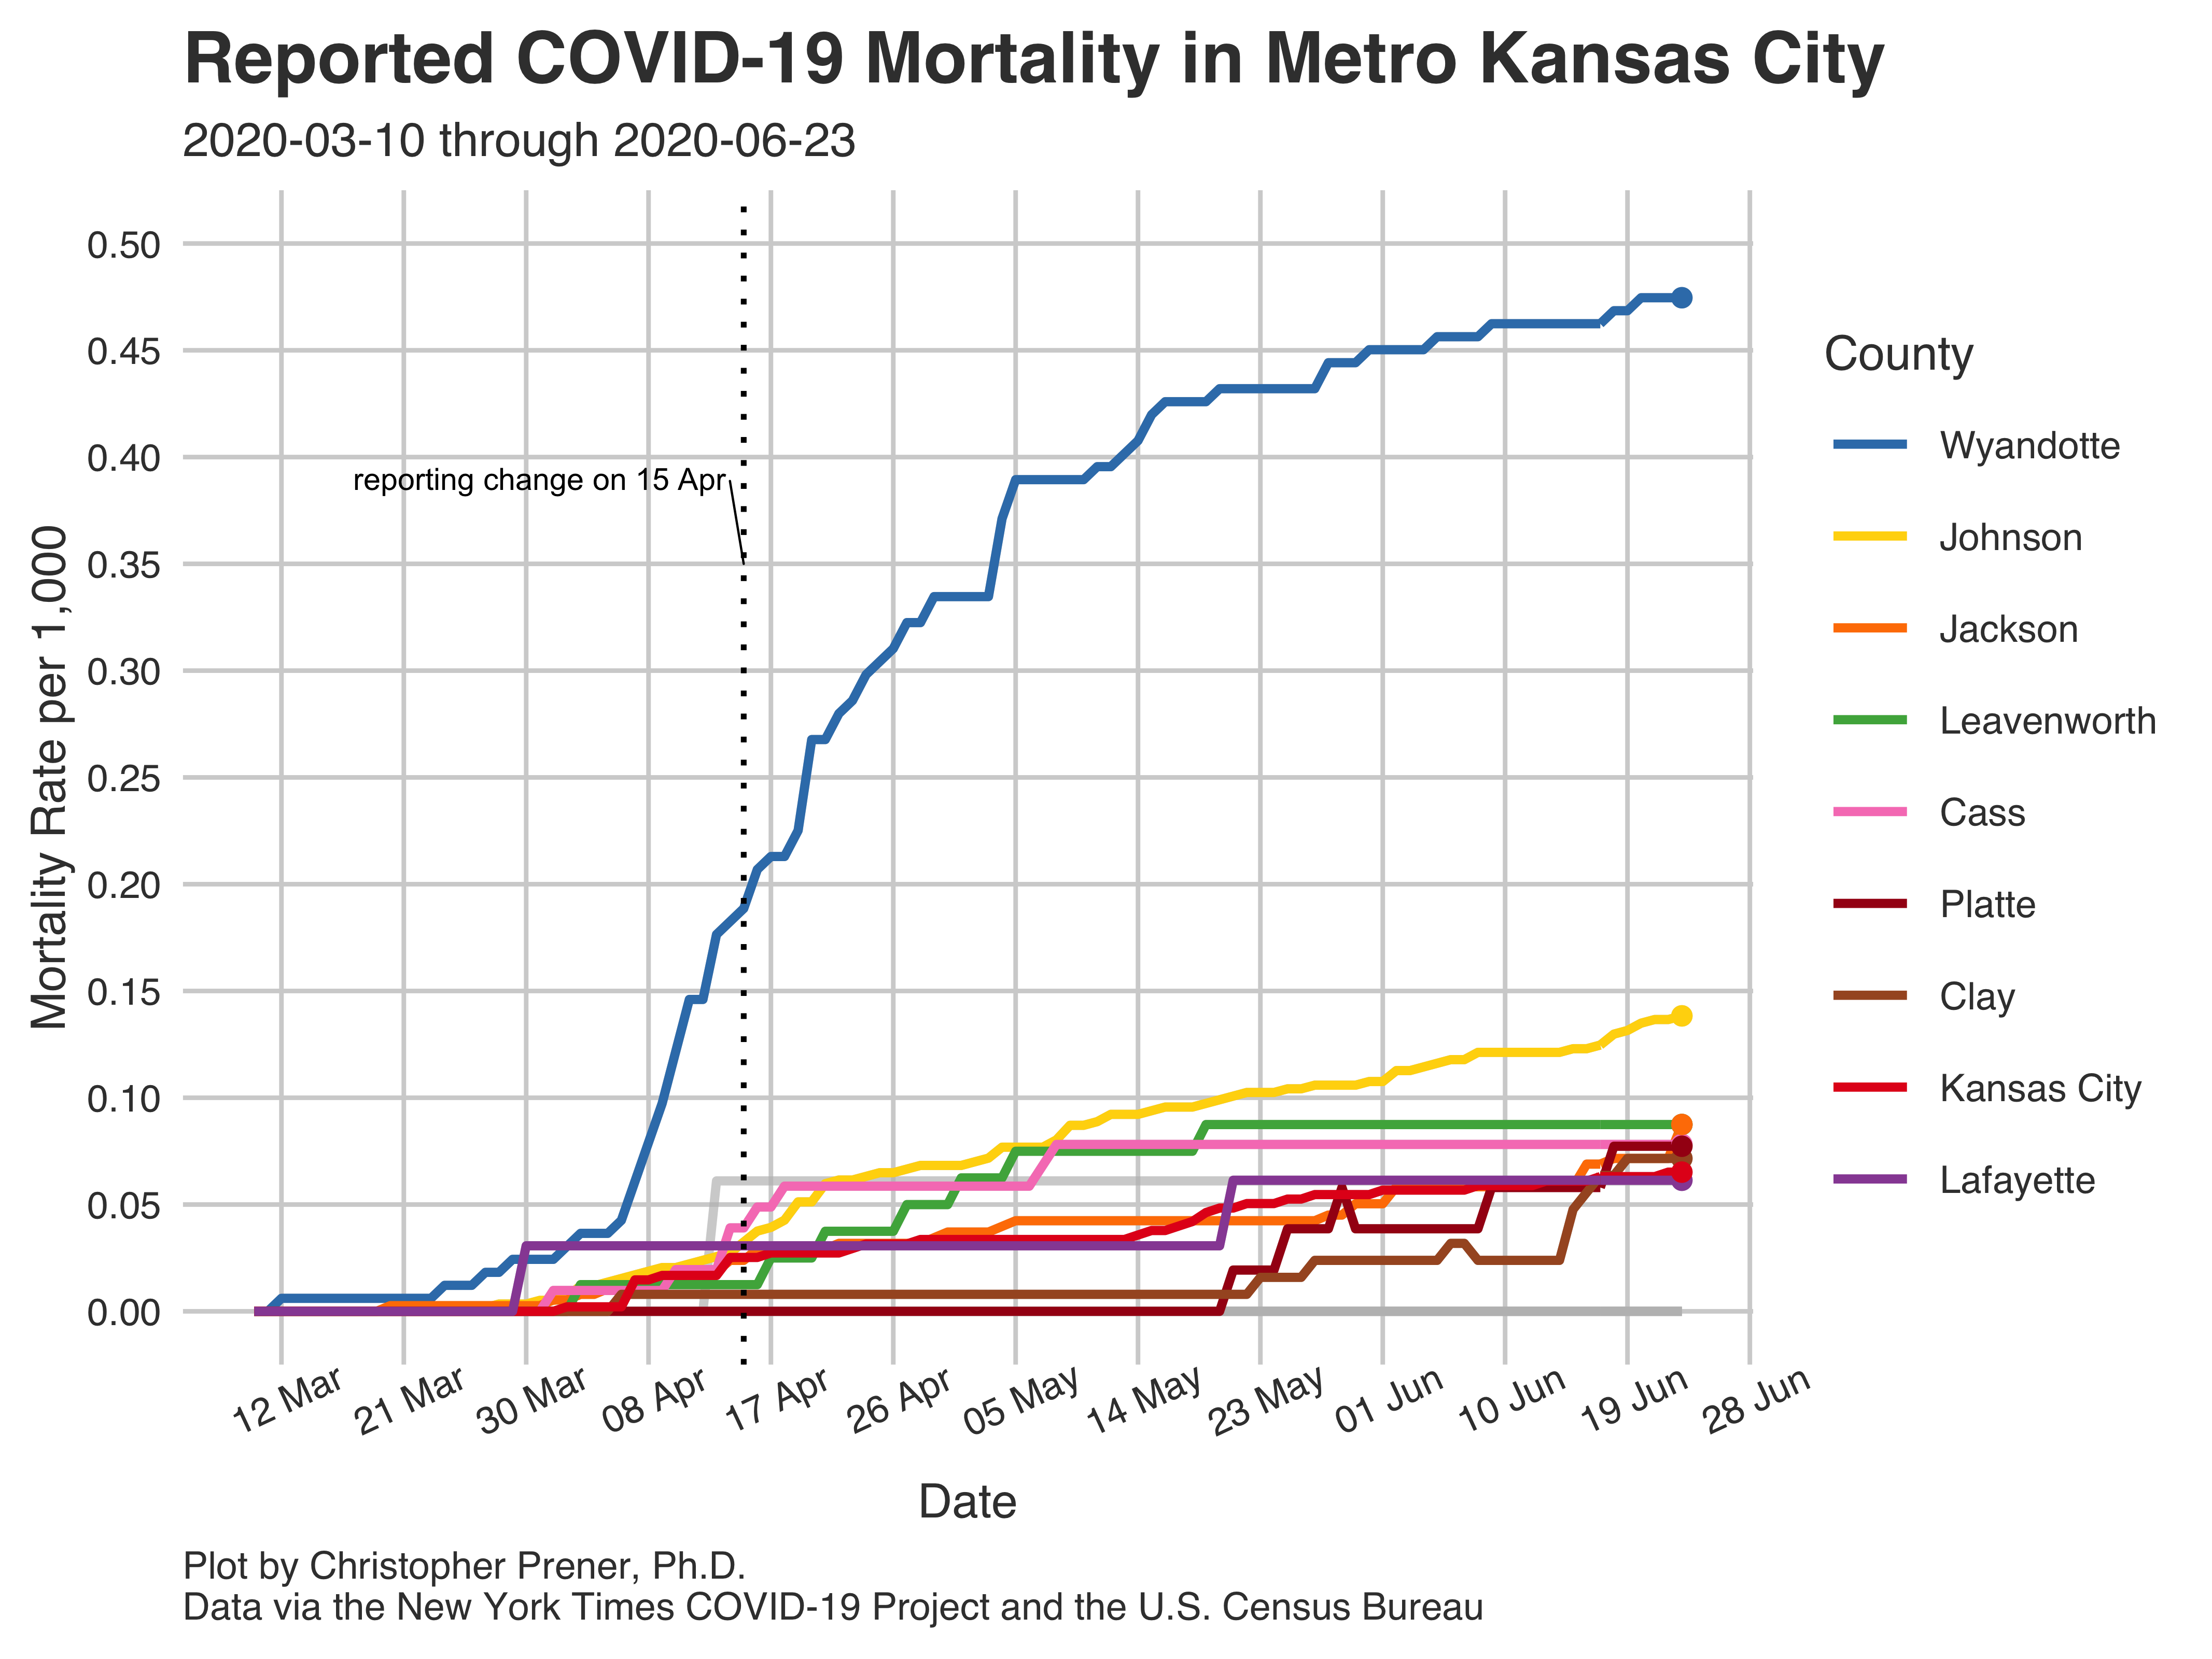 Reported COVID-19 Mortality in Metro Kansas City
2020-03-10 through 2020-06-23
Mortality Rate per 1,000
0.50
0.45
0.40
0.35
0.30
0.25
0.20
0.15
0.10
0.05
0.00
reporting change on 15 Apr
12 Mar
21 Mar
30 Mar
08 Apr
17 Apr
26 Apr
05 May
14 May
23 May
01 Jun
10 Jun
19 Jun
28 Jun
Date
County
Wyandotte
Johnson
Jackson
Leavenworth
Cass
Platte
Clay
Kansas City
Lafayette
Plot by Christopher Prener, Ph.D.
Data via the New York Times COVID-19 Project and the U.S. Census Bureau